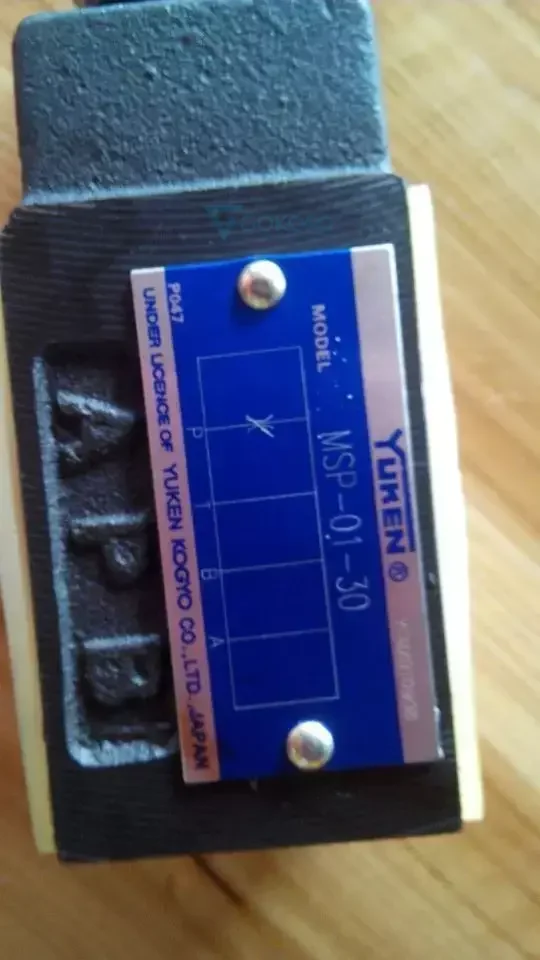 YUKEN®
MODEL MSP-01-30
P T B A
P047
UNDER LICENCE OF YUKEN KOGYO CO.,LTD.,JAPAN
A P B